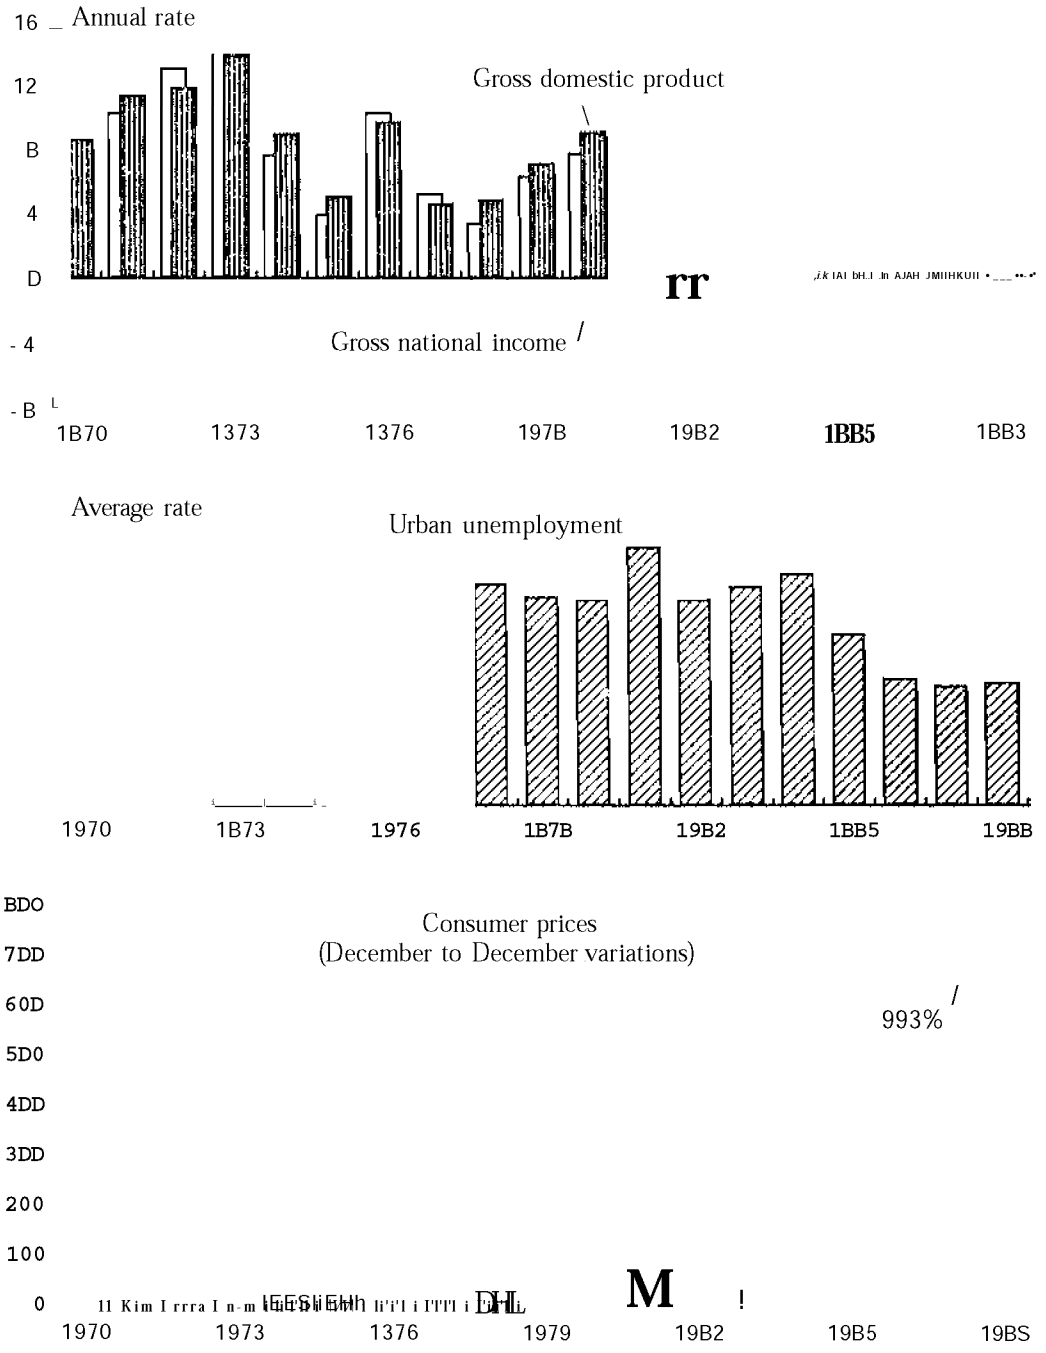 16 _ Annual rate
12
Gross domestic product
B
4
D
rr
- 4
Gross national income /
- B
1B70 1373 1376 197B 19B2 1BB5 1BB3
Average rate
Urban unemployment
1970 1B73 1976 1B7B 19B2 1BB5 19BB
BDO
Consumer prices
7DD
(December to December variations)
60D
993%
5D0
4DD
3DD
200
100
0
M !
1970 1973 1376 1979 19B2 19B5 19BS